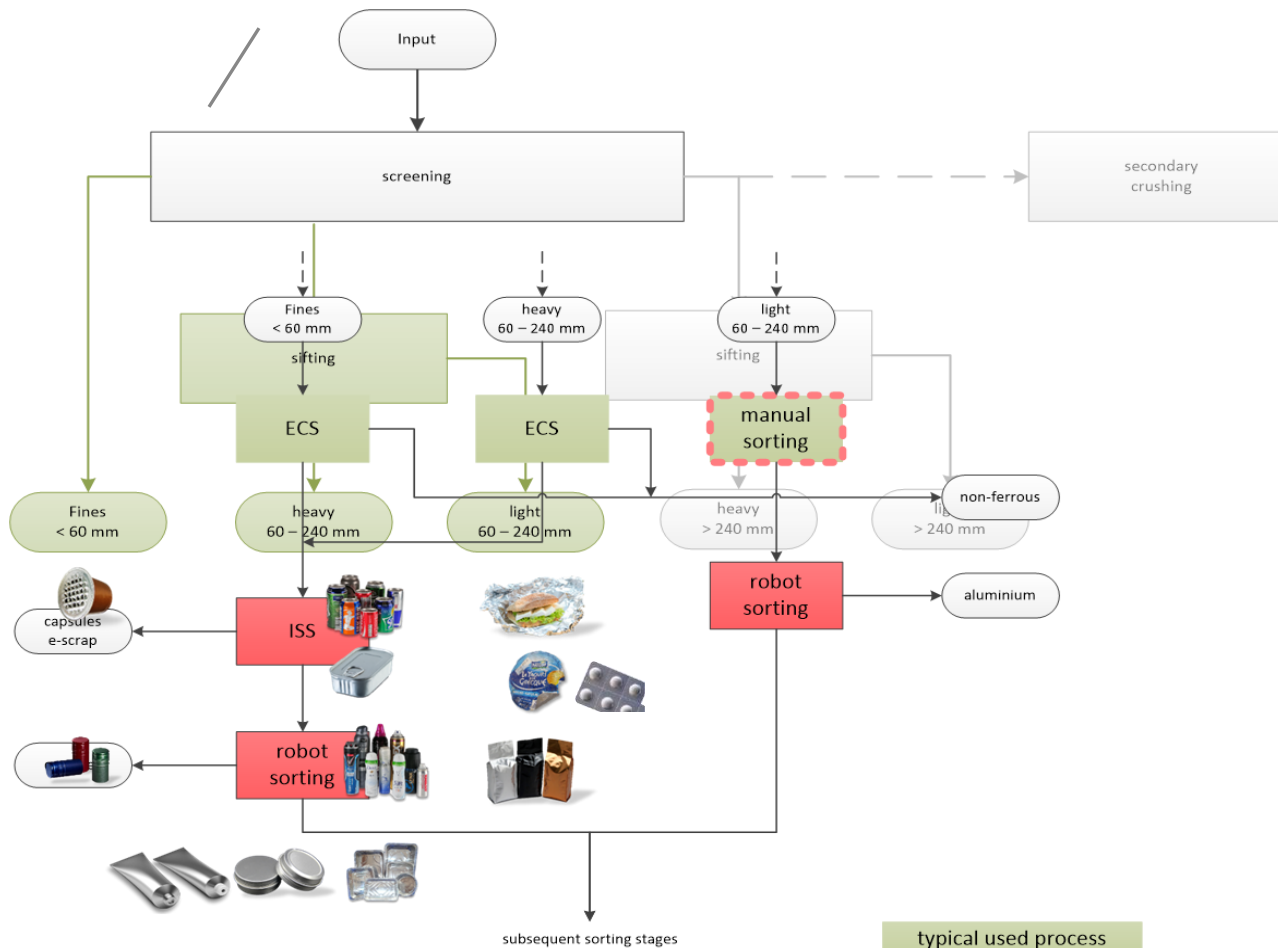 Input
screening
secondary
crushing
Fines
< 60 mm
heavy
60 – 240 mm
light
60 – 240 mm
sifting
sifting
ECS
ECS
manual
sorting
Fines
< 60 mm
heavy
60 – 240 mm
light
60 – 240 mm
heavy
> 240 mm
> 240 mm
non-ferrous
robot
sorting
aluminium
capsules
e-scrap
ISS
robot
sorting
subsequent sorting stages
typical used process